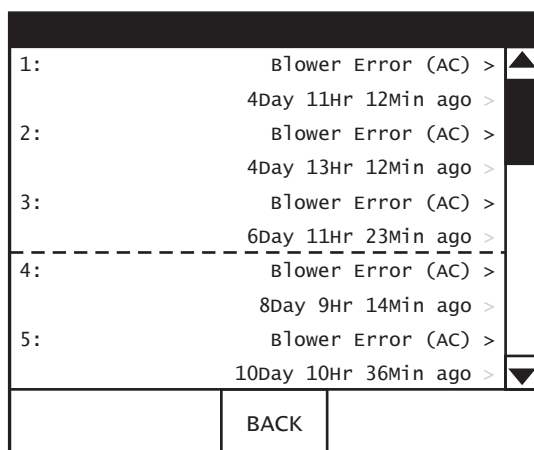 1: Blower Error (AC) >
4Day 11Hr 12Min ago >
2: Blower Error (AC) >
4Day 13Hr 12Min ago >
3: Blower Error (AC) >
6Day 11Hr 23Min ago >
4: Blower Error (AC) >
8Day 9Hr 14Min ago >
5: Blower Error (AC) >
10Day 10Hr 36Min ago >
BACK